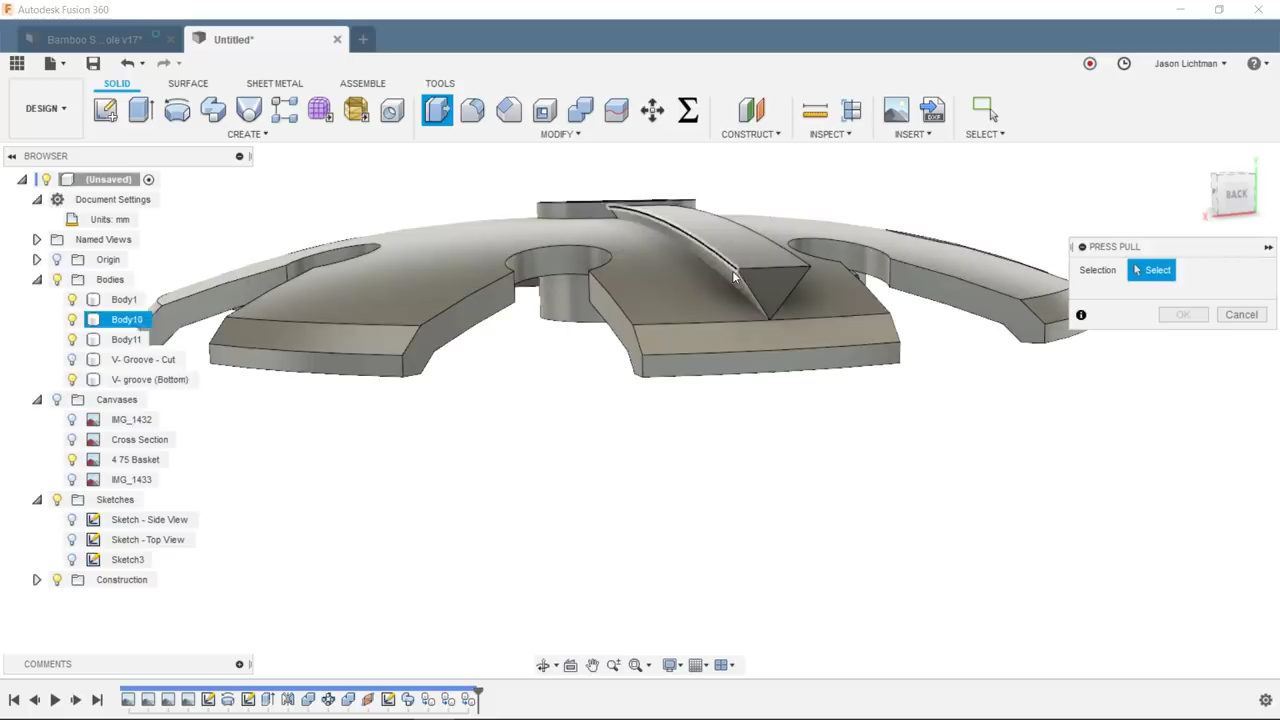 Autodesk Fusion 360
Bamboo S...ole v17*
Untitled*
Jason Lichtman
SOLID
SURFACE
SHEET METAL
ASSEMBLE
TOOLS
DESIGN
CREATE
MODIFY
CONSTRUCT
INSPECT
INSERT
SELECT
BROWSER
(Unsaved)
Document Settings
Units: mm
Named Views
Origin
Bodies
Body1
Body10
Body11
V- Groove - Cut
V- groove (Bottom)
Canvases
IMG_1432
Cross Section
4 75 Basket
IMG_1433
Sketches
Sketch - Side View
Sketch - Top View
Sketch3
Construction
BACK
X
Y
PRESS PULL
Selection
Select
OK
Cancel
COMMENTS